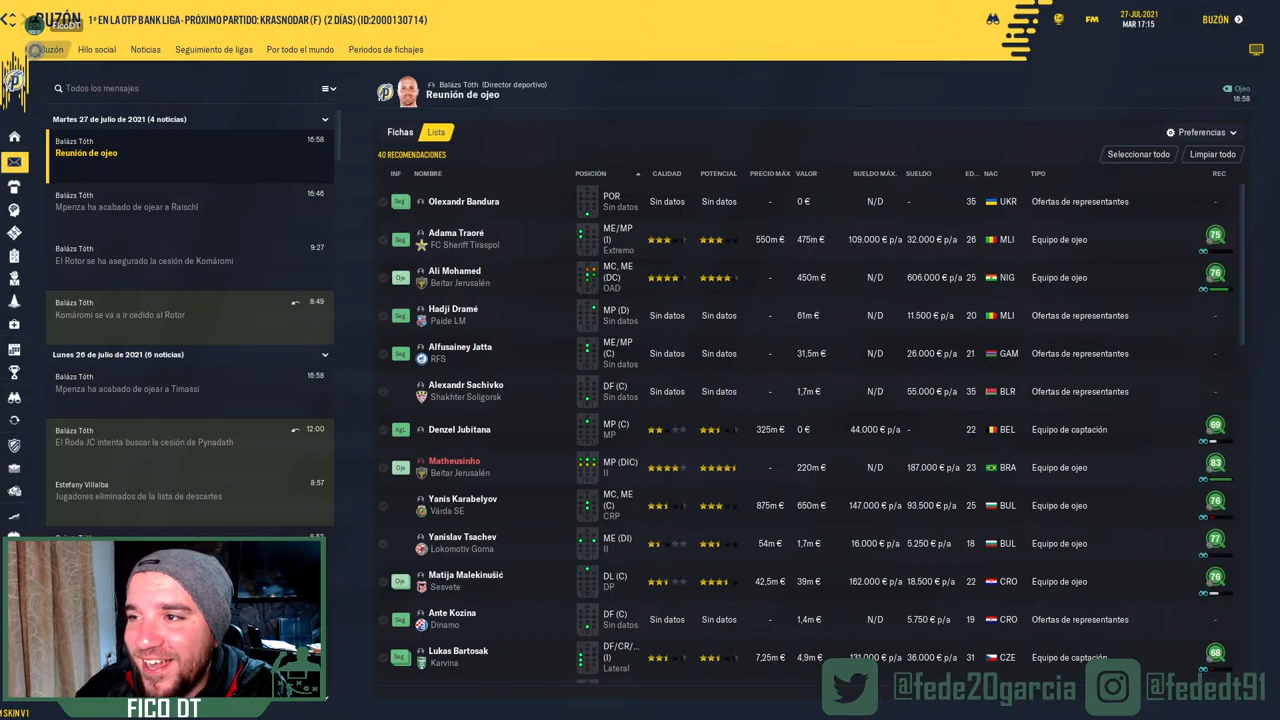 BUZÓN
1º EN LA OTP BANK LIGA - PRÓXIMO PARTIDO: KRASNODAR (F) (2 DÍAS) (ID:2000130714)
FicoDT
FM
27-JUL-2021
MAR 17:15
BUZÓN
Buzón Hilo social Noticias Seguimiento de ligas Por todo el mundo Periodos de fichajes
Todos los mensajes
Martes 27 de julio de 2021 (4 noticias)
Balázs Tóth 16:58
Reunión de ojeo
Balázs Tóth 16:46
Mpenza ha acabado de ojear a Raischl
Balázs Tóth 9:27
El Rotor se ha asegurado la cesión de Komáromi
Balázs Tóth 8:49
Komáromi se va a ir cedido al Rotor
Lunes 26 de julio de 2021 (6 noticias)
Balázs Tóth 16:58
Mpenza ha acabado de ojear a Timassi
Balázs Tóth 12:00
El Roda JC intenta buscar la cesión de Pynadath
Estefany Villalba 8:57
Jugadores eliminados de la lista de descartes
Balázs Tóth (Director deportivo)
Reunión de ojeo
Ojeo
16:58
Fichas Lista
Preferencias
40 RECOMENDACIONES
Seleccionar todo Limpiar todo
INF NOMBRE POSICIÓN CALIDAD POTENCIAL PRECIO MÁX VALOR SUELDO MÁX. SUELDO ED... NAC TIPO REC
Seg Olexandr Bandura POR Sin datos Sin datos Sin datos - 0 € N/D - 35 UKR Ofertas de representantes -
Seg Adama Traoré FC Sheriff Tiraspol ME/MP (I) Extremo 550m € 475m € 109.000 € p/a 32.000 € p/a 26 MLI Equipo de ojeo 75
Oje Ali Mohamed Beitar Jerusalén MC, ME (DC) OAD - 450m € N/D 606.000 € p/a 25 NIG Equipo de ojeo 76
Seg Hadji Dramé Paide LM MP (D) Sin datos Sin datos Sin datos - 61m € N/D 11.500 € p/a 20 MLI Ofertas de representantes -
Seg Alfusainey Jatta RFS ME/MP (C) Sin datos Sin datos Sin datos - 31,5m € N/D 26.000 € p/a 21 GAM Ofertas de representantes -
Alexandr Sachivko Shakhter Soligorsk DF (C) Sin datos Sin datos Sin datos - 1,7m € N/D 55.000 € p/a 35 BLR Ofertas de representantes -
AgL Denzel Jubitana MP (C) MP 325m € 0 € 44.000 € p/a - 22 BEL Equipo de captación 69
Oje Matheusinho Beitar Jerusalén MP (DIC) II - 220m € N/D 187.000 € p/a 23 BRA Equipo de ojeo 83
Yanis Karabelyov Várda SE MC, ME (C) CRP 875m € 650m € 147.000 € p/a 93.500 € p/a 25 BUL Equipo de ojeo 76
Yanislav Tsachev Lokomotiv Gorna ME (DI) II 54m € 1,7m € 16.000 € p/a 5.250 € p/a 18 BUL Equipo de ojeo 77
Oje Matija Malekinušić Sesvete DL (C) DP 42,5m € 39m € 162.000 € p/a 18.500 € p/a 22 CRO Equipo de ojeo 76
Seg Ante Kozina Dinamo DF (C) Sin datos Sin datos Sin datos - 1,4m € N/D 5.750 € p/a 19 CRO Ofertas de representantes -
Seg Lukas Bartosak Karvina DF/CR/... (I) Lateral 7,25m € 4,9m € 131.000 € p/a 36.000 € p/a 31 CZE Equipo de captación 68
FICO DT
M SKIN V1
@fede20garcia @fededt91